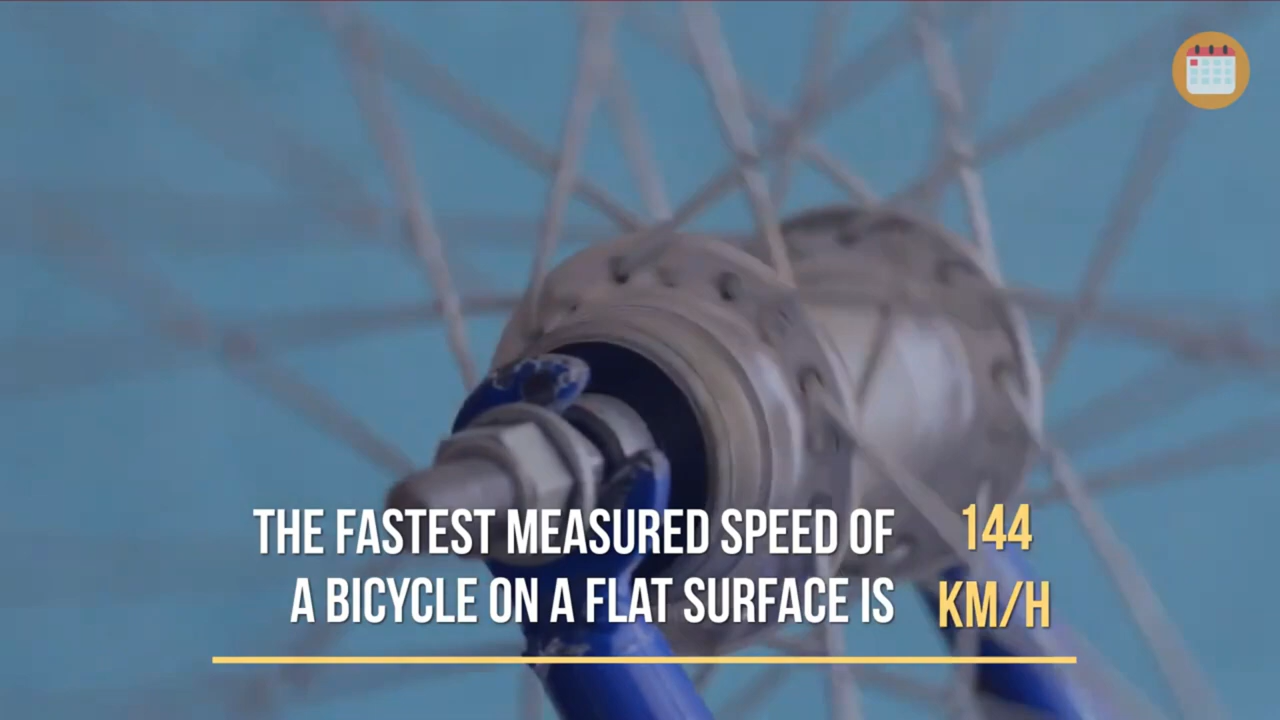 THE FASTEST MEASURED SPEED OF
A BICYCLE ON A FLAT SURFACE IS
144
KM/H